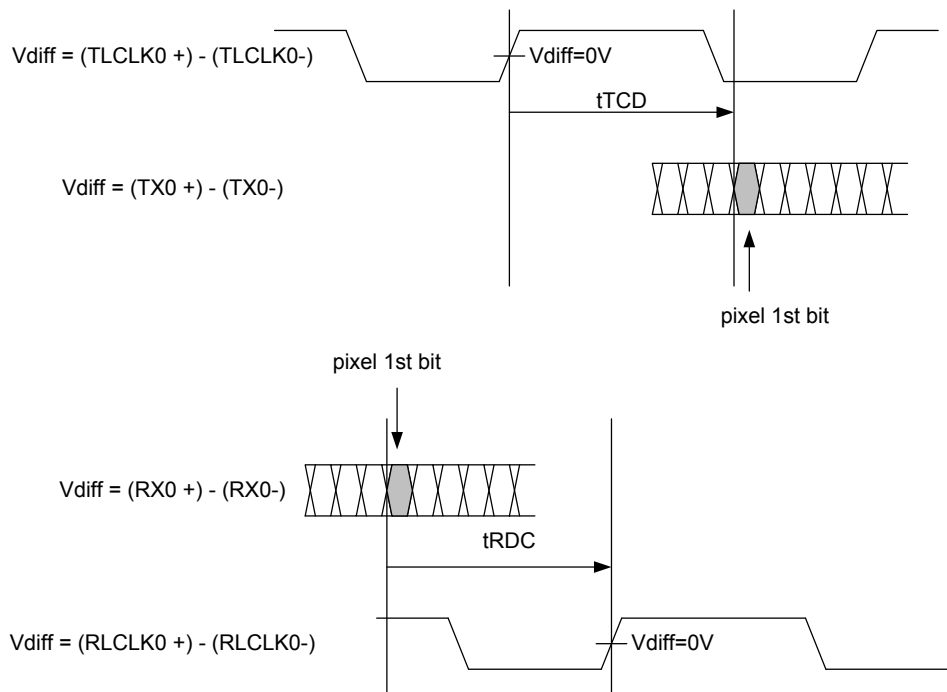 Vdiff = (TLCLK0 +) - (TLCLK0-)
Vdiff=0V
tTCD
Vdiff = (TX0 +) - (TX0-)
pixel 1st bit
pixel 1st bit
Vdiff = (RX0 +) - (RX0-)
tRDC
Vdiff = (RLCLK0 +) - (RLCLK0-)
Vdiff=0V